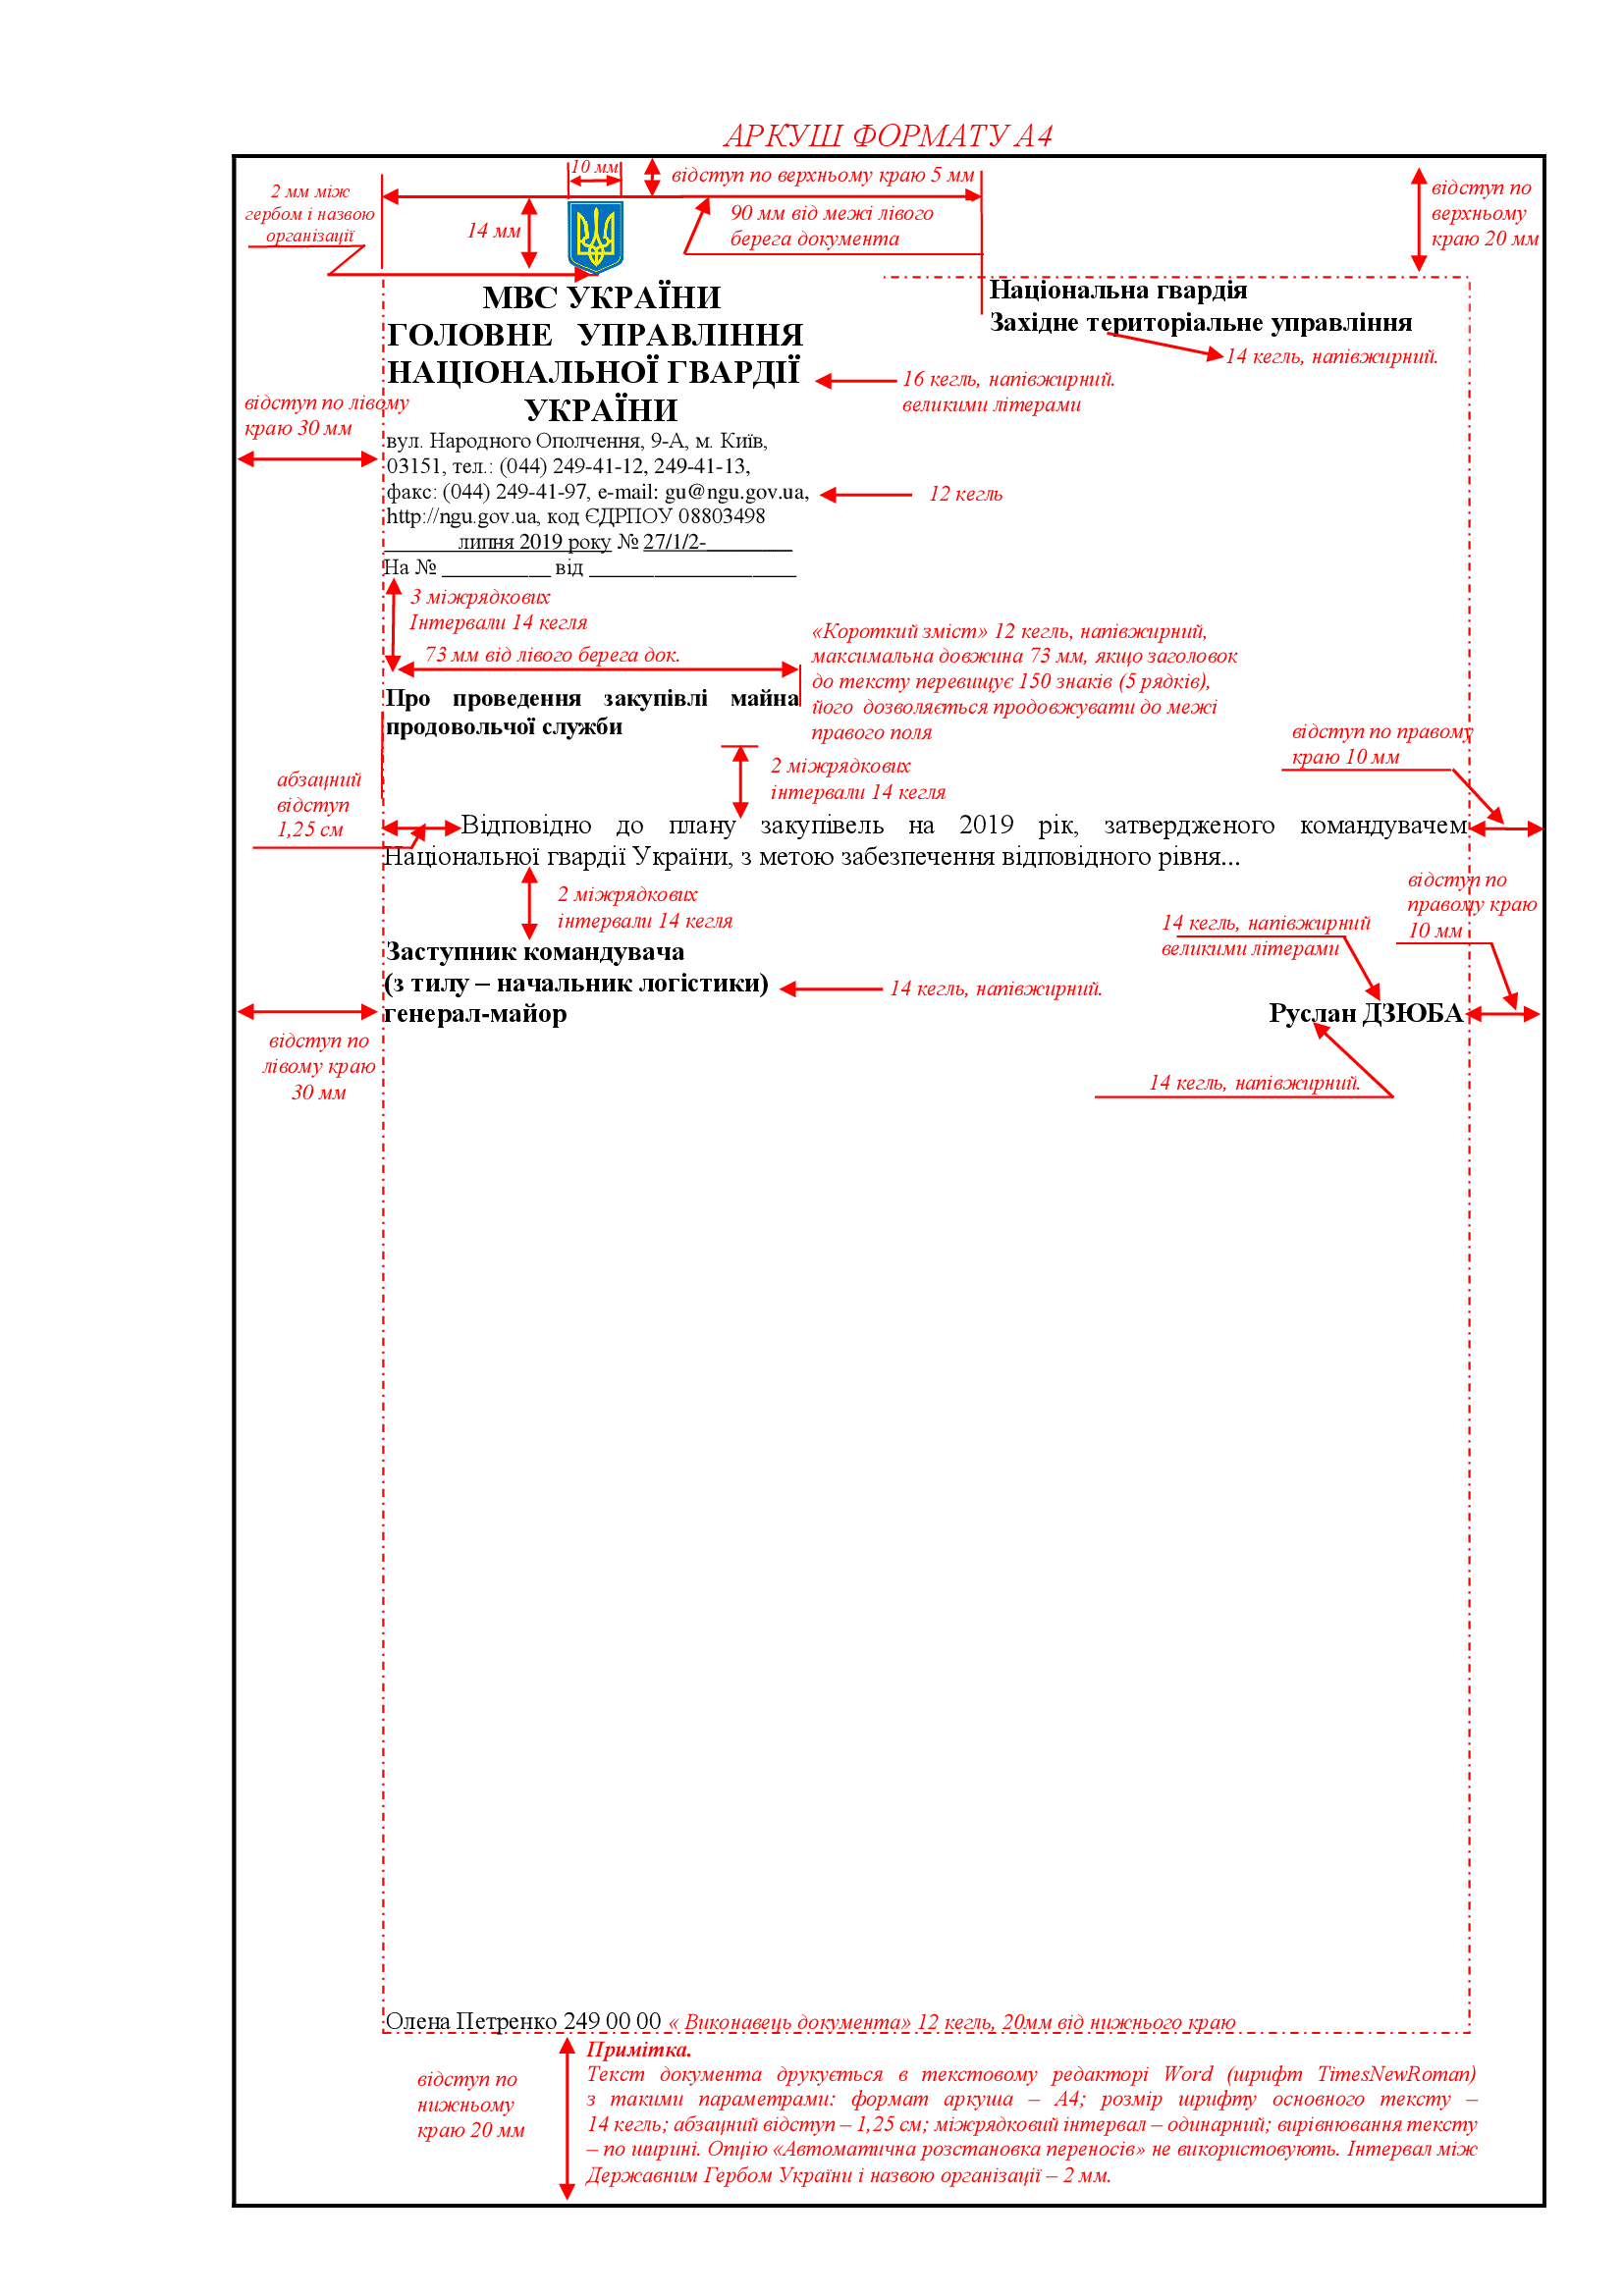 АРКУШ ФОРМАТУ А4
10 мм
відступ по верхньому краю 5 мм
2 мм між
гербом і назвою
організації
14 мм
90 мм від межі лівого
берега документа
відступ по
верхньому
краю 20 мм
МВС УКРАЇНИ
ГОЛОВНЕ УПРАВЛІННЯ
НАЦІОНАЛЬНОЇ ГВАРДІЇ
УКРАЇНИ
Національна гвардія
Західне територіальне управління
14 кегль, напівжирний.
16 кегль, напівжирний.
великими літерами
відступ по лівому
краю 30 мм
вул. Народного Ополчення, 9-А, м. Київ,
03151, тел.: (044) 249-41-12, 249-41-13,
факс: (044) 249-41-97, e-mail: gu@ngu.gov.ua,
http://ngu.gov.ua, код ЄДРПОУ 08803498
12 кегль
_______липня 2019 року № 27/1/2-________
На № __________ від ___________________
3 міжрядкових
Інтервали 14 кегля
73 мм від лівого берега док.
«Короткий зміст» 12 кегль, напівжирний,
максимальна довжина 73 мм, якщо заголовок
до тексту перевищує 150 знаків (5 рядків),
його дозволяється продовжувати до межі
правого поля
Про проведення закупівлі майна
продовольчої служби
відступ по правому
краю 10 мм
2 міжрядкових
інтервали 14 кегля
абзацний
відступ
1,25 см
Відповідно до плану закупівель на 2019 рік, затвердженого командувачем
Національної гвардії України, з метою забезпечення відповідного рівня...
2 міжрядкових
інтервали 14 кегля
відступ по
правому краю
10 мм
14 кегль, напівжирний
великими літерами
Заступник командувача
(з тилу – начальник логістики)
генерал-майор
14 кегль, напівжирний.
Руслан ДЗЮБА
відступ по
лівому краю
30 мм
14 кегль, напівжирний.
Олена Петренко 249 00 00 « Виконавець документа» 12 кегль, 20мм від нижнього краю
відступ по
нижньому
краю 20 мм
Примітка.
Текст документа друкується в текстовому редакторі Word (шрифт TimesNewRoman)
з такими параметрами: формат аркуша – А4; розмір шрифту основного тексту –
14 кегль; абзацний відступ – 1,25 см; міжрядковий інтервал – одинарний; вирівнювання тексту
– по ширині. Опцію «Автоматична розстановка переносів» не використовують. Інтервал між
Державним Гербом України і назвою організації – 2 мм.